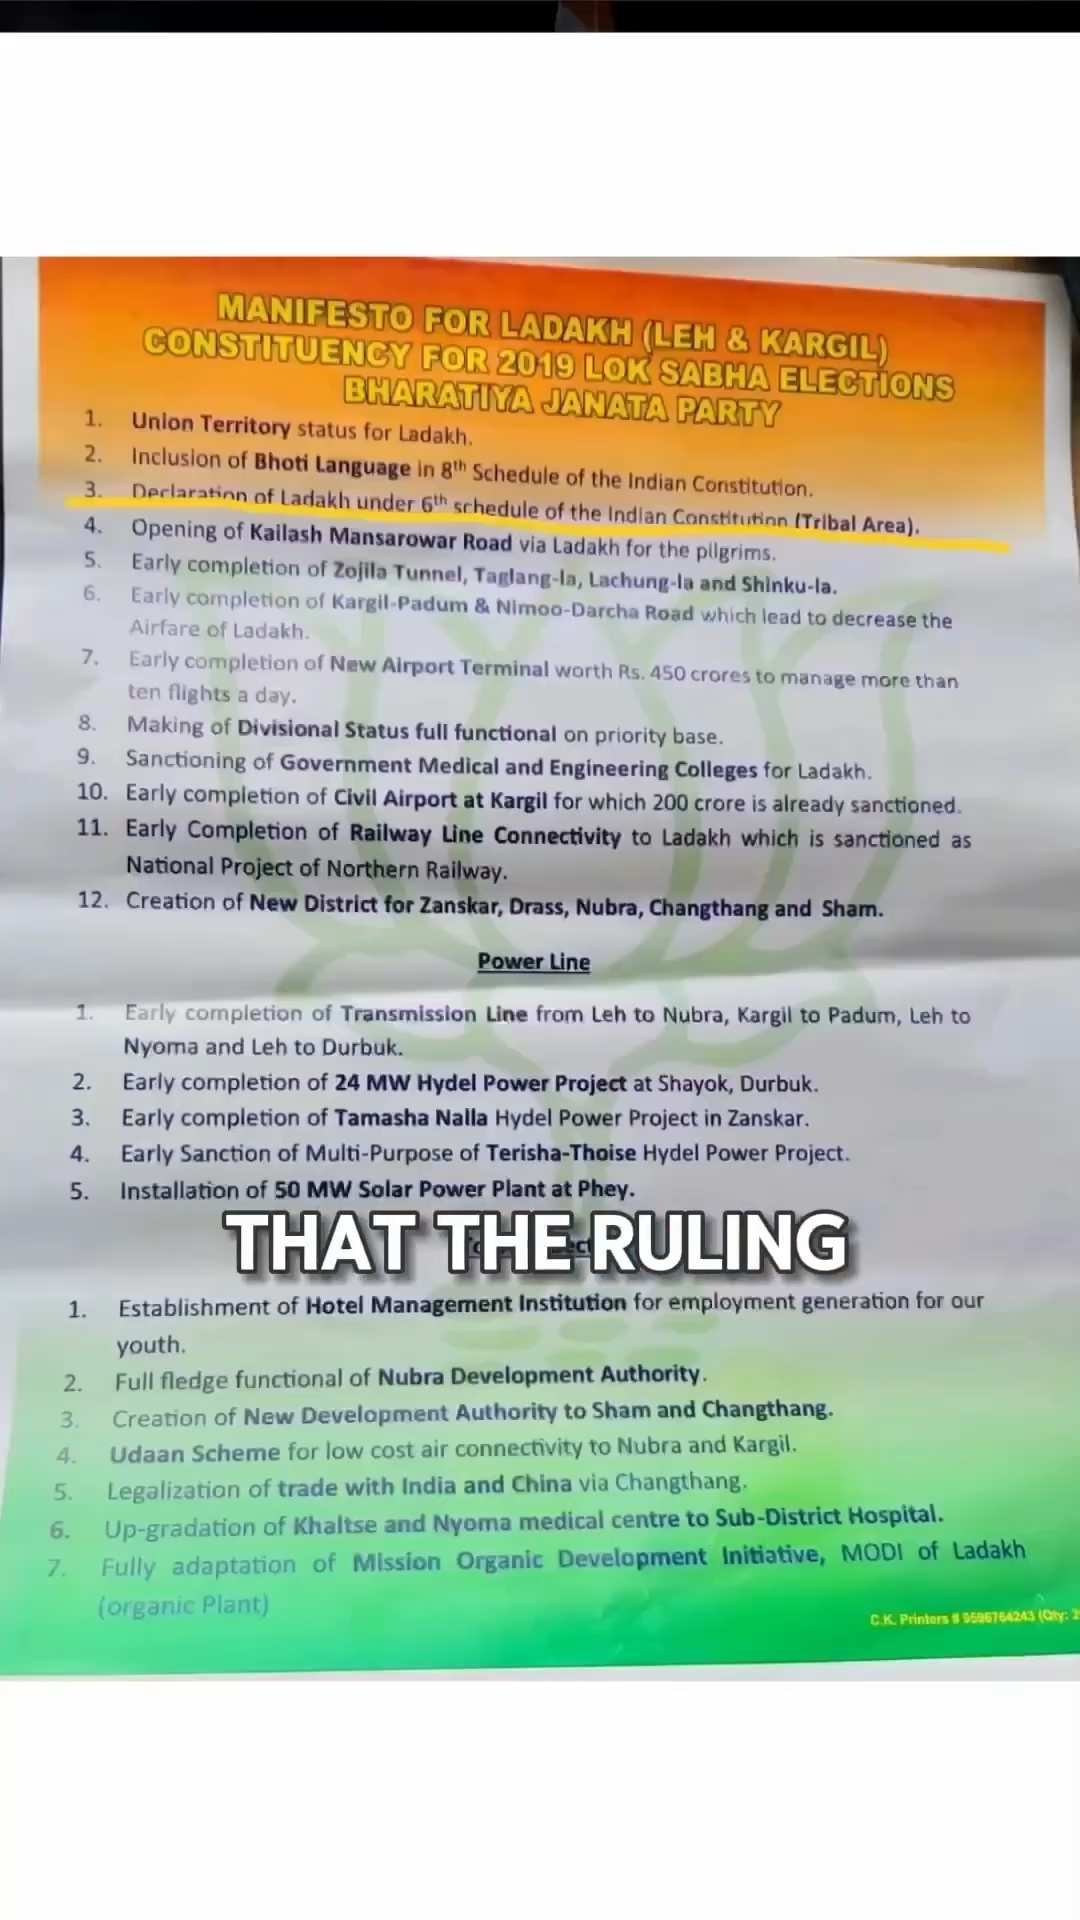 MANIFESTO FOR LADAKH (LEH & KARGIL)
CONSTITUENCY FOR 2019 LOK SABHA ELECTIONS
BHARATIYA JANATA PARTY
1. Union Territory status for Ladakh.
2. Inclusion of Bhoti Language in 8th Schedule of the Indian Constitution.
3. Declaration of Ladakh under 6th schedule of the Indian Constitution (Tribal Area).
4. Opening of Kailash Mansarowar Road via Ladakh for the pilgrims.
5. Early completion of Zojila Tunnel, Taglang-la, Lachung-la and Shinku-la.
6. Early completion of Kargil-Padum & Nimoo-Darcha Road which lead to decrease the
Airfare of Ladakh.
7. Early completion of New Airport Terminal worth Rs. 450 crores to manage more than
ten flights a day.
8. Making of Divisional Status full functional on priority base.
9. Sanctioning of Government Medical and Engineering Colleges for Ladakh.
10. Early completion of Civil Airport at Kargil for which 200 crore is already sanctioned.
11. Early Completion of Railway Line Connectivity to Ladakh which is sanctioned as
National Project of Northern Railway.
12. Creation of New District for Zanskar, Drass, Nubra, Changthang and Sham.
Power Line
1. Early completion of Transmission Line from Leh to Nubra, Kargil to Padum, Leh to
Nyoma and Leh to Durbuk.
2. Early completion of 24 MW Hydel Power Project at Shayok, Durbuk.
3. Early completion of Tamasha Nalla Hydel Power Project in Zanskar.
4. Early Sanction of Multi-Purpose of Terisha-Thoise Hydel Power Project.
5. Installation of 50 MW Solar Power Plant at Phey.
THAT THE RULING
1. Establishment of Hotel Management Institution for employment generation for our
youth.
2. Full fledge functional of Nubra Development Authority.
3. Creation of New Development Authority to Sham and Changthang.
4. Udaan Scheme for low cost air connectivity to Nubra and Kargil.
5. Legalization of trade with India and China via Changthang.
6. Up-gradation of Khaltse and Nyoma medical centre to Sub-District Hospital.
7. Fully adaptation of Mission Organic Development Initiative, MODI of Ladakh
(organic Plant)
C.K. Printers # 9596764243 (Qty: